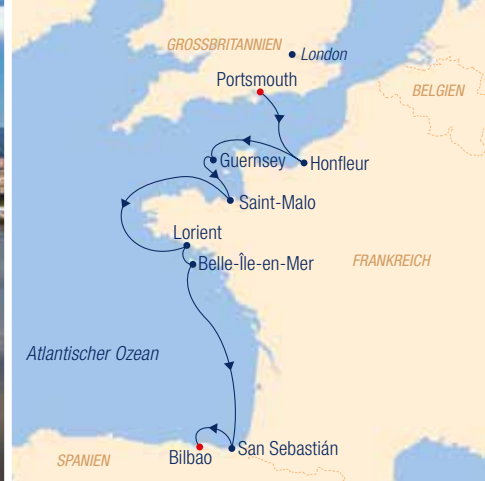 GROSSBRITANNIEN
London
Portsmouth
BELGIEN
Guernsey
Honfleur
Saint-Malo
Lorient
Belle-Île-en-Mer
FRANKREICH
Atlantischer Ozean
San Sebastián
Bilbao
SPANIEN